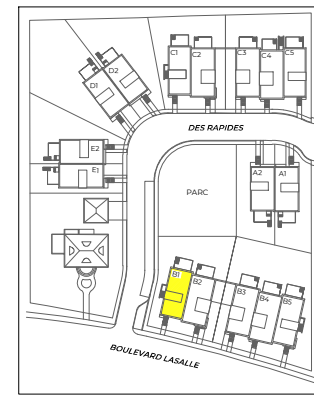 C1 C2 C3 C4 C5
D1 D2
DES RAPIDES
E2
E1
A2 A1
PARC
B1 B2 B3 B4 B5
BOULEVARD LASALLE